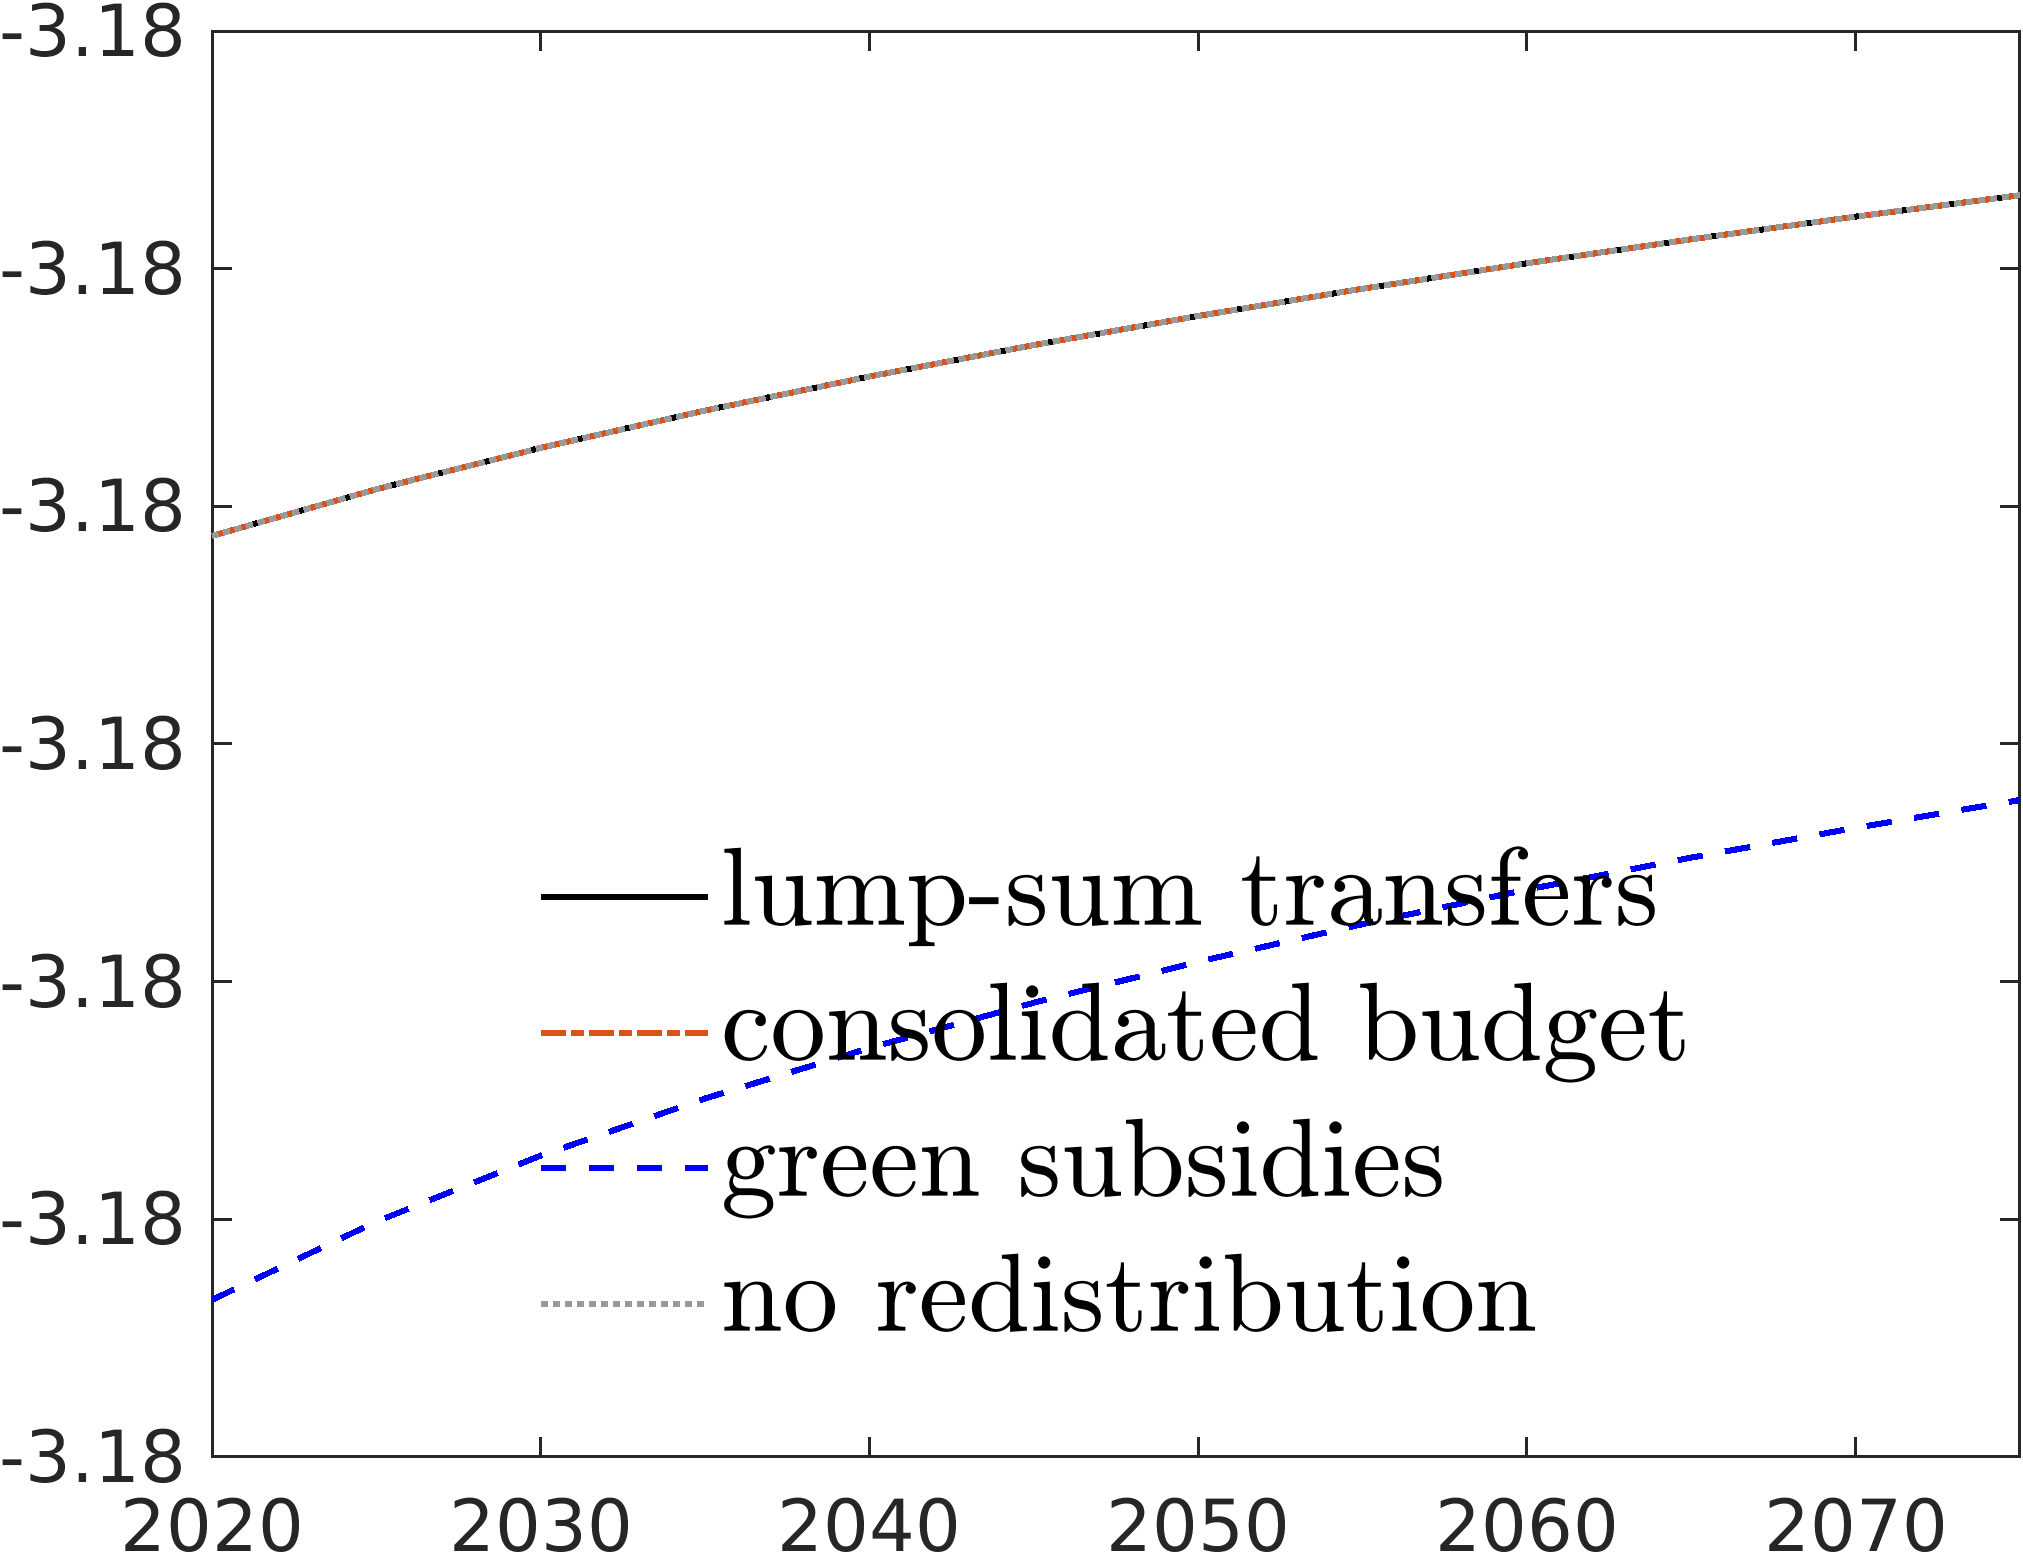 -3.18
-3.18
-3.18
-3.18
-3.18
-3.18
-3.18
lump-sum transfers
consolidated budget
green subsidies
no redistribution
2020 2030 2040 2050 2060 2070